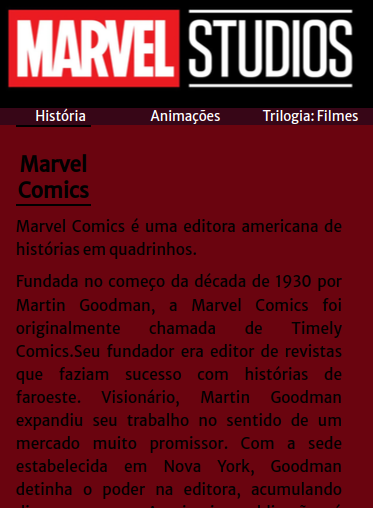 MARVEL STUDIOS
História Animações Trilogia: Filmes
Marvel
Comics
Marvel Comics é uma editora americana de
histórias em quadrinhos.
Fundada no começo da década de 1930 por
Martin Goodman, a Marvel Comics foi
originalmente chamada de Timely
Comics.Seu fundador era editor de revistas
que faziam sucesso com histórias de
faroeste. Visionário, Martin Goodman
expandiu seu trabalho no sentido de um
mercado muito promissor. Com a sede
estabelecida em Nova York, Goodman
detinha o poder na editora, acumulando